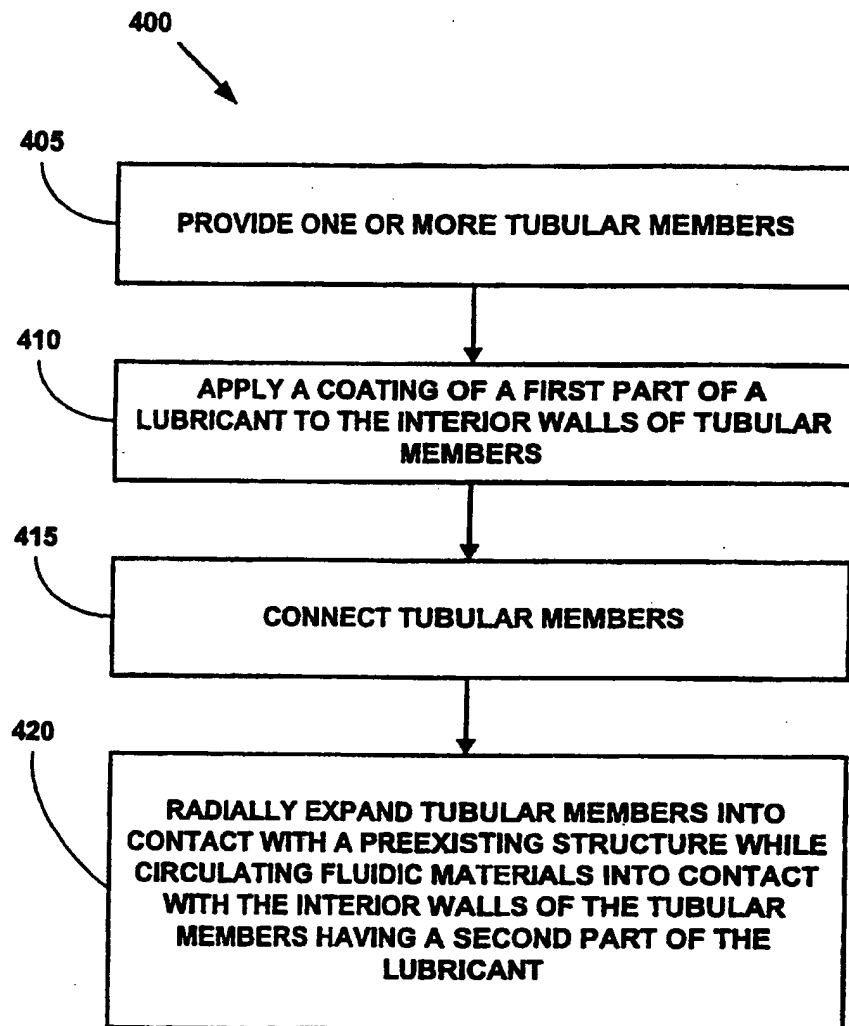 400
405
PROVIDE ONE OR MORE TUBULAR MEMBERS
410
APPLY A COATING OF A FIRST PART OF A
LUBRICANT TO THE INTERIOR WALLS OF TUBULAR
MEMBERS
415
CONNECT TUBULAR MEMBERS
420
RADIALLY EXPAND TUBULAR MEMBERS INTO
CONTACT WITH A PREEXISTING STRUCTURE WHILE
CIRCULATING FLUIDIC MATERIALS INTO CONTACT
WITH THE INTERIOR WALLS OF THE TUBULAR
MEMBERS HAVING A SECOND PART OF THE
LUBRICANT